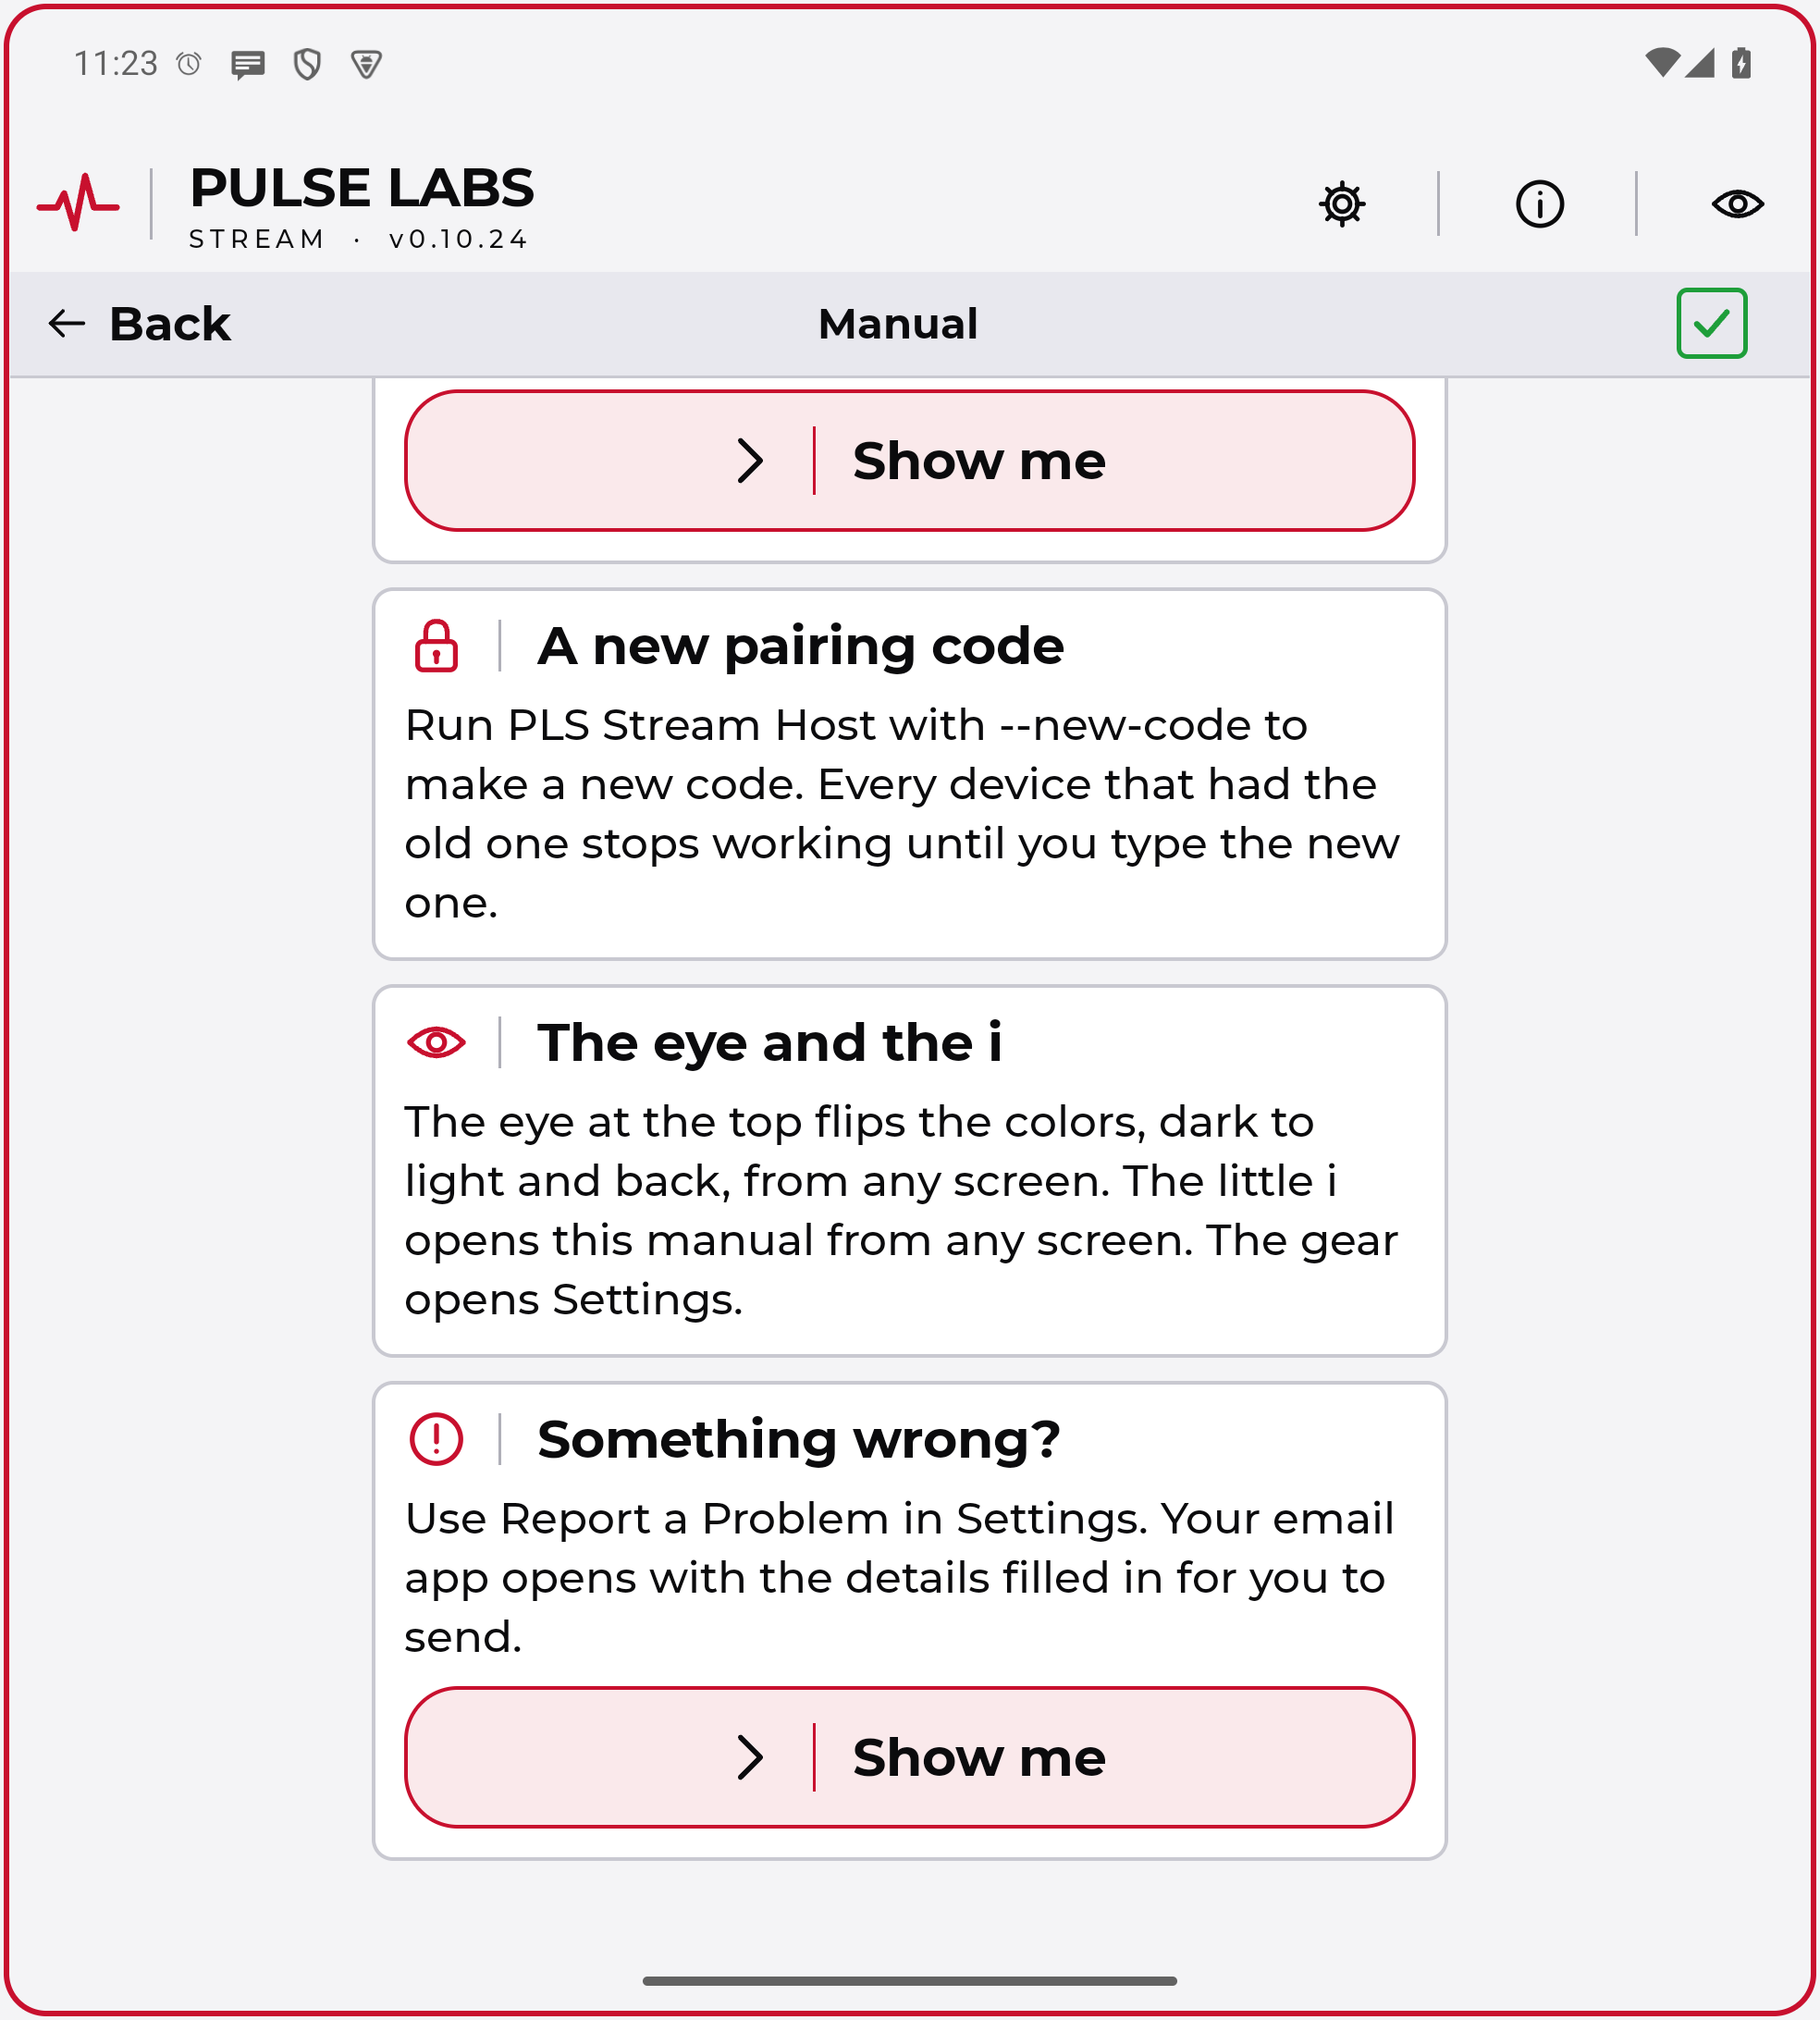 11:23
PULSE LABS
STREAM · v0.10.24
Back
Manual
Show me
A new pairing code
Run PLS Stream Host with --new-code to
make a new code. Every device that had the
old one stops working until you type the new
one.
The eye and the i
The eye at the top flips the colors, dark to
light and back, from any screen. The little i
opens this manual from any screen. The gear
opens Settings.
Something wrong?
Use Report a Problem in Settings. Your email
app opens with the details filled in for you to
send.
Show me